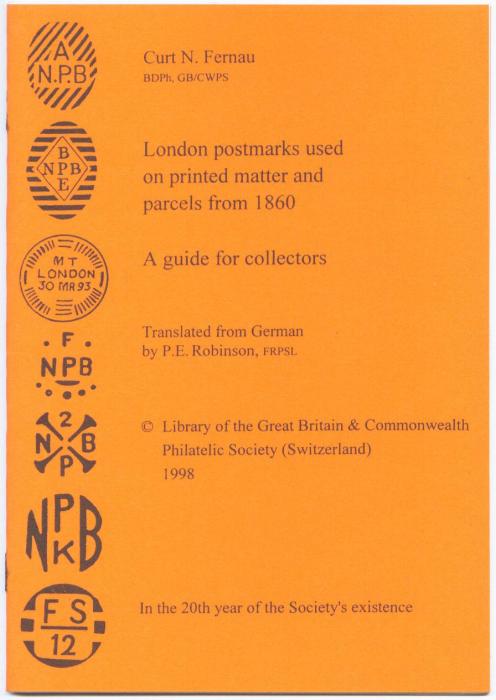 A
N.P.B
B
NPB
E
MT
LONDON
30 MR 93
. F .
NPB
2
N B
P
NPB
K
FS
12
Curt N. Fernau
BDPh, GB/CWPS
London postmarks used
on printed matter and
parcels from 1860
A guide for collectors
Translated from German
by P.E. Robinson, FRPSL
© Library of the Great Britain & Commonwealth
Philatelic Society (Switzerland)
1998
In the 20th year of the Society's existence